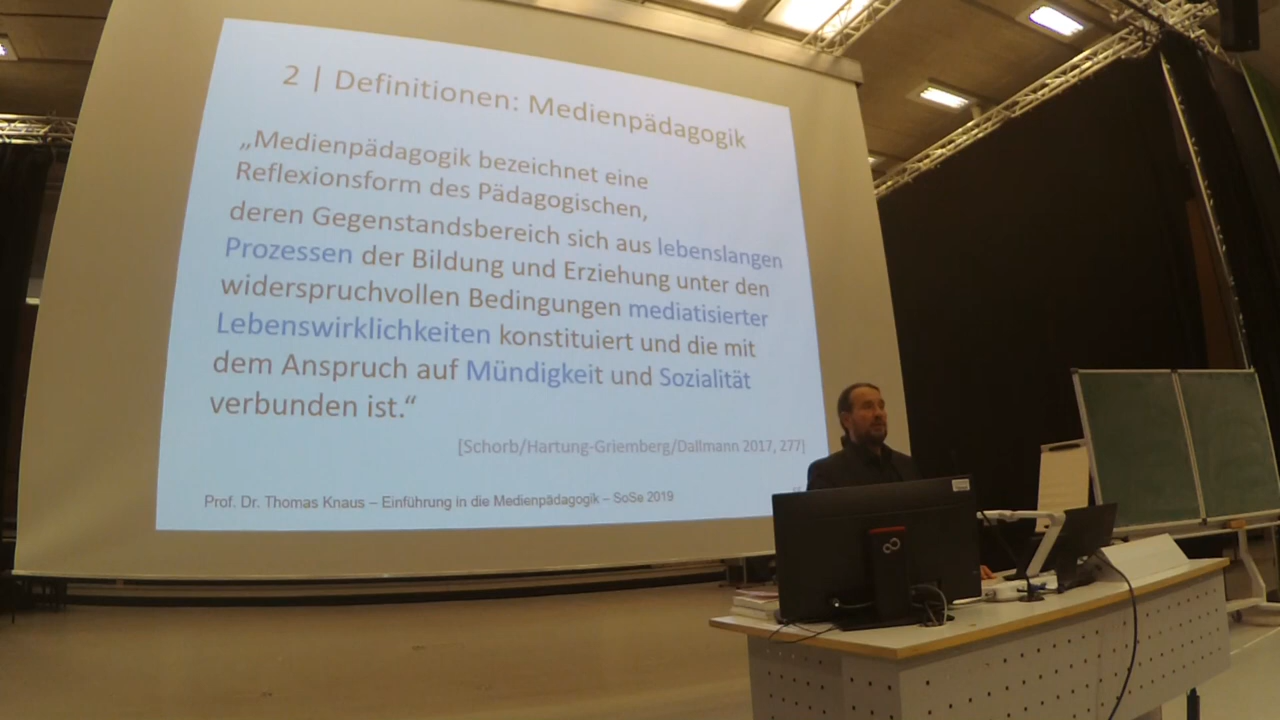 2 | Definitionen: Medienpädagogik
„Medienpädagogik bezeichnet eine
Reflexionsform des Pädagogischen,
deren Gegenstandsbereich sich aus lebenslangen
Prozessen der Bildung und Erziehung unter den
widerspruchvollen Bedingungen mediatisierter
Lebenswirklichkeiten konstituiert und die mit
dem Anspruch auf Mündigkeit und Sozialität
verbunden ist.“
[Schorb/Hartung-Griemberg/Dallmann 2017, 277]
Prof. Dr. Thomas Knaus – Einführung in die Medienpädagogik – SoSe 2019